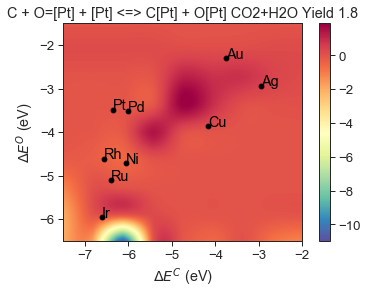 C + O=[Pt] + [Pt] <=> C[Pt] + O[Pt] CO2+H2O Yield 1.8
−2
−3
−4
−5
−6
ΔE^O (eV)
Au
Ag
Pt
Pd
Cu
Rh
Ni
Ru
Ir
−7
−6
−5
−4
−3
−2
ΔE^C (eV)
0
−2
−4
−6
−8
−10